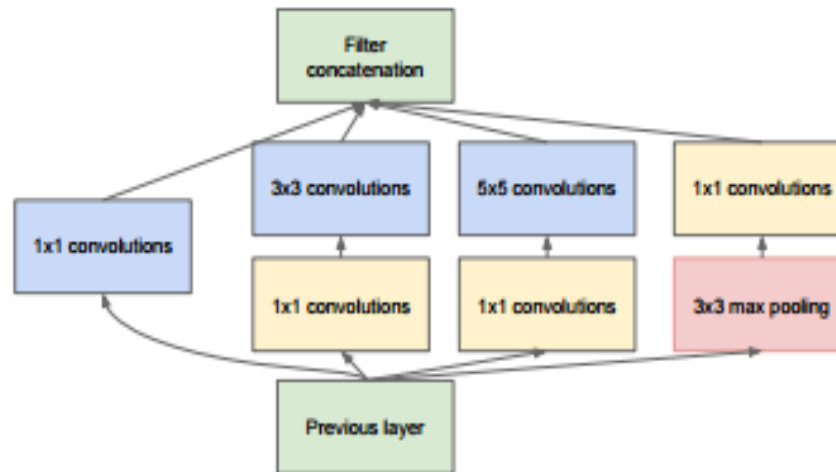 Filter
concatenation
3x3 convolutions
5x5 convolutions
1x1 convolutions
1x1 convolutions
1x1 convolutions
1x1 convolutions
3x3 max pooling
Previous layer